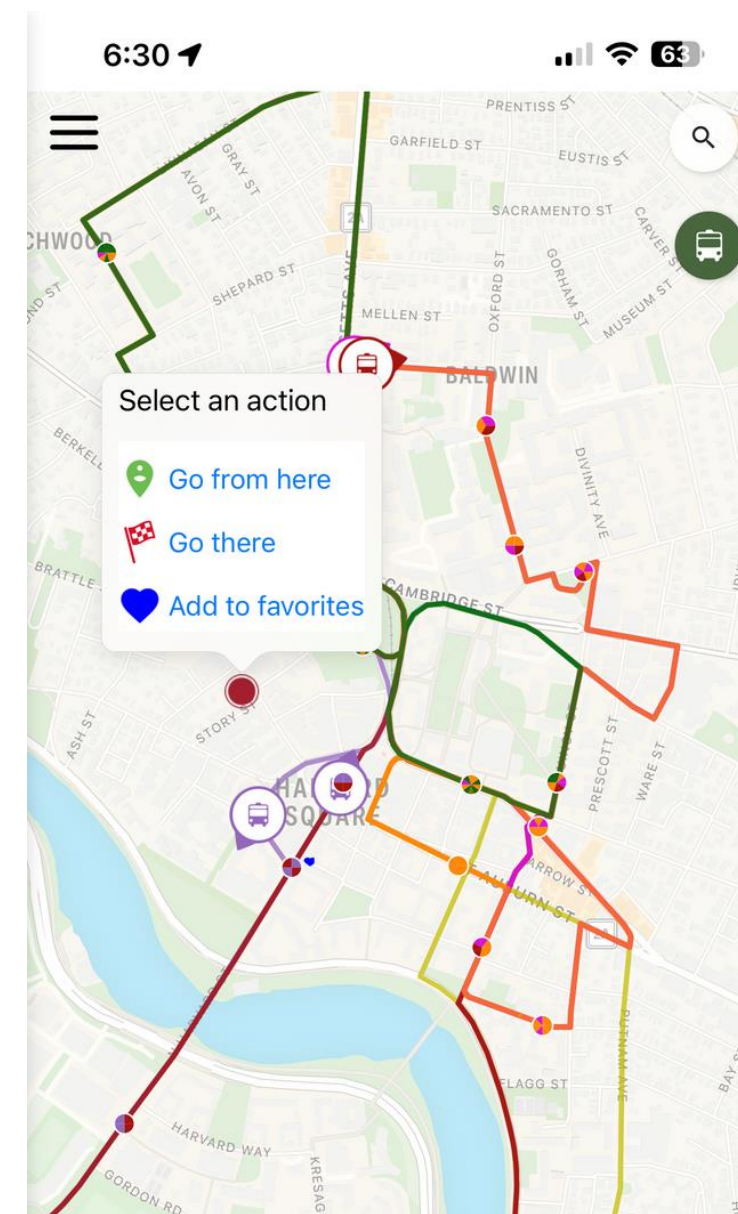 6:30
63
PRENTISS ST
GARFIELD ST
EUSTIS ST
GRAY ST
AVON ST
2A
SACRAMENTO ST
CARVER ST
SHEPARD ST
OXFORD ST
GORHAM ST
MUSEUM ST
MELLEN ST
BALDWIN
Select an action
Go from here
Go there
Add to favorites
DIVINITY AVE
BRATTLE
CAMBRIDGE ST
STORY ST
ASH ST
PRESCOTT ST
WARE ST
SQUARE
ARROW ST
AUBURN ST
PUTNAM AVE
FLAGG ST
BAY S
HARVARD WAY
GORDON RD
KRESAG